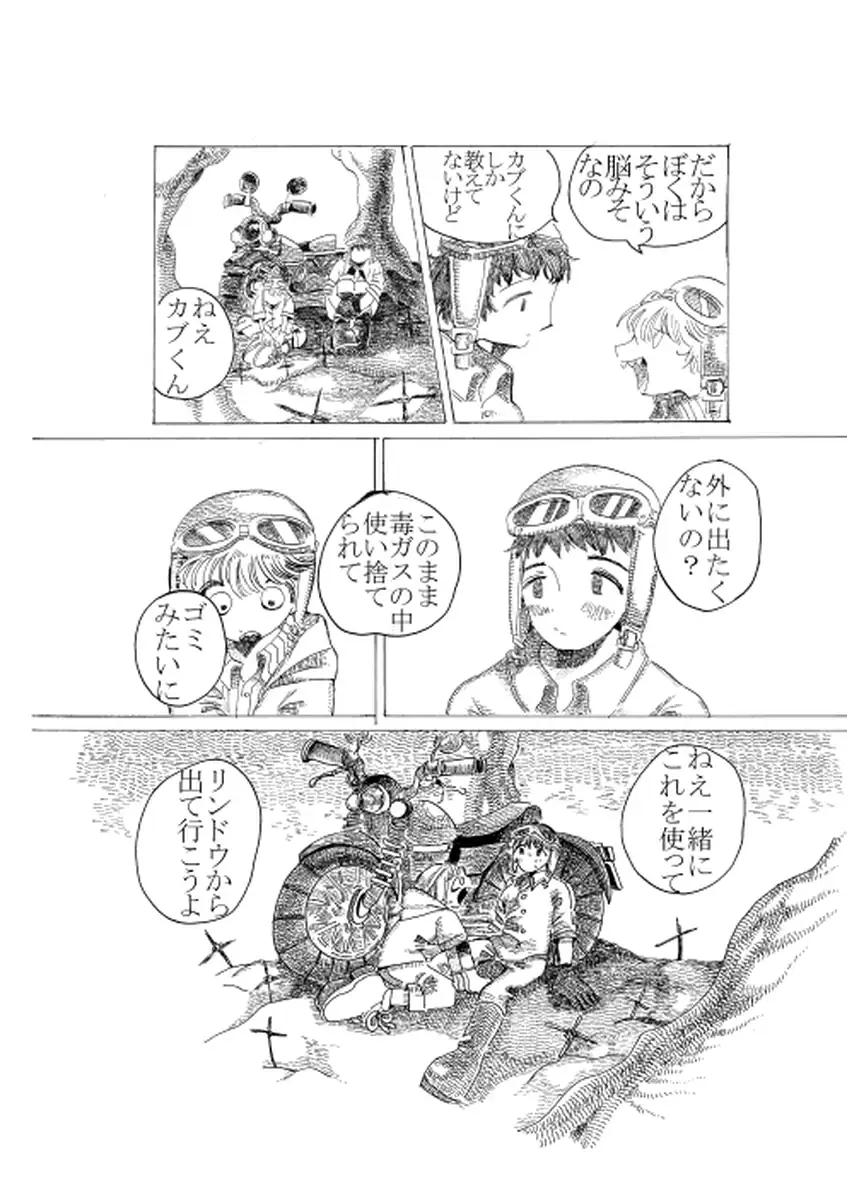 だから
ぼくは
そういう
脳みそ
なの
カブくんに
しか
教えて
ないけど
ねえ
カブくん
外に出たく
ないの？
このまま
毒ガスの中
使い捨て
られて
ゴミ
みたいに
ねえ一緒に
これを使って
リンドウから
出て行こうよ